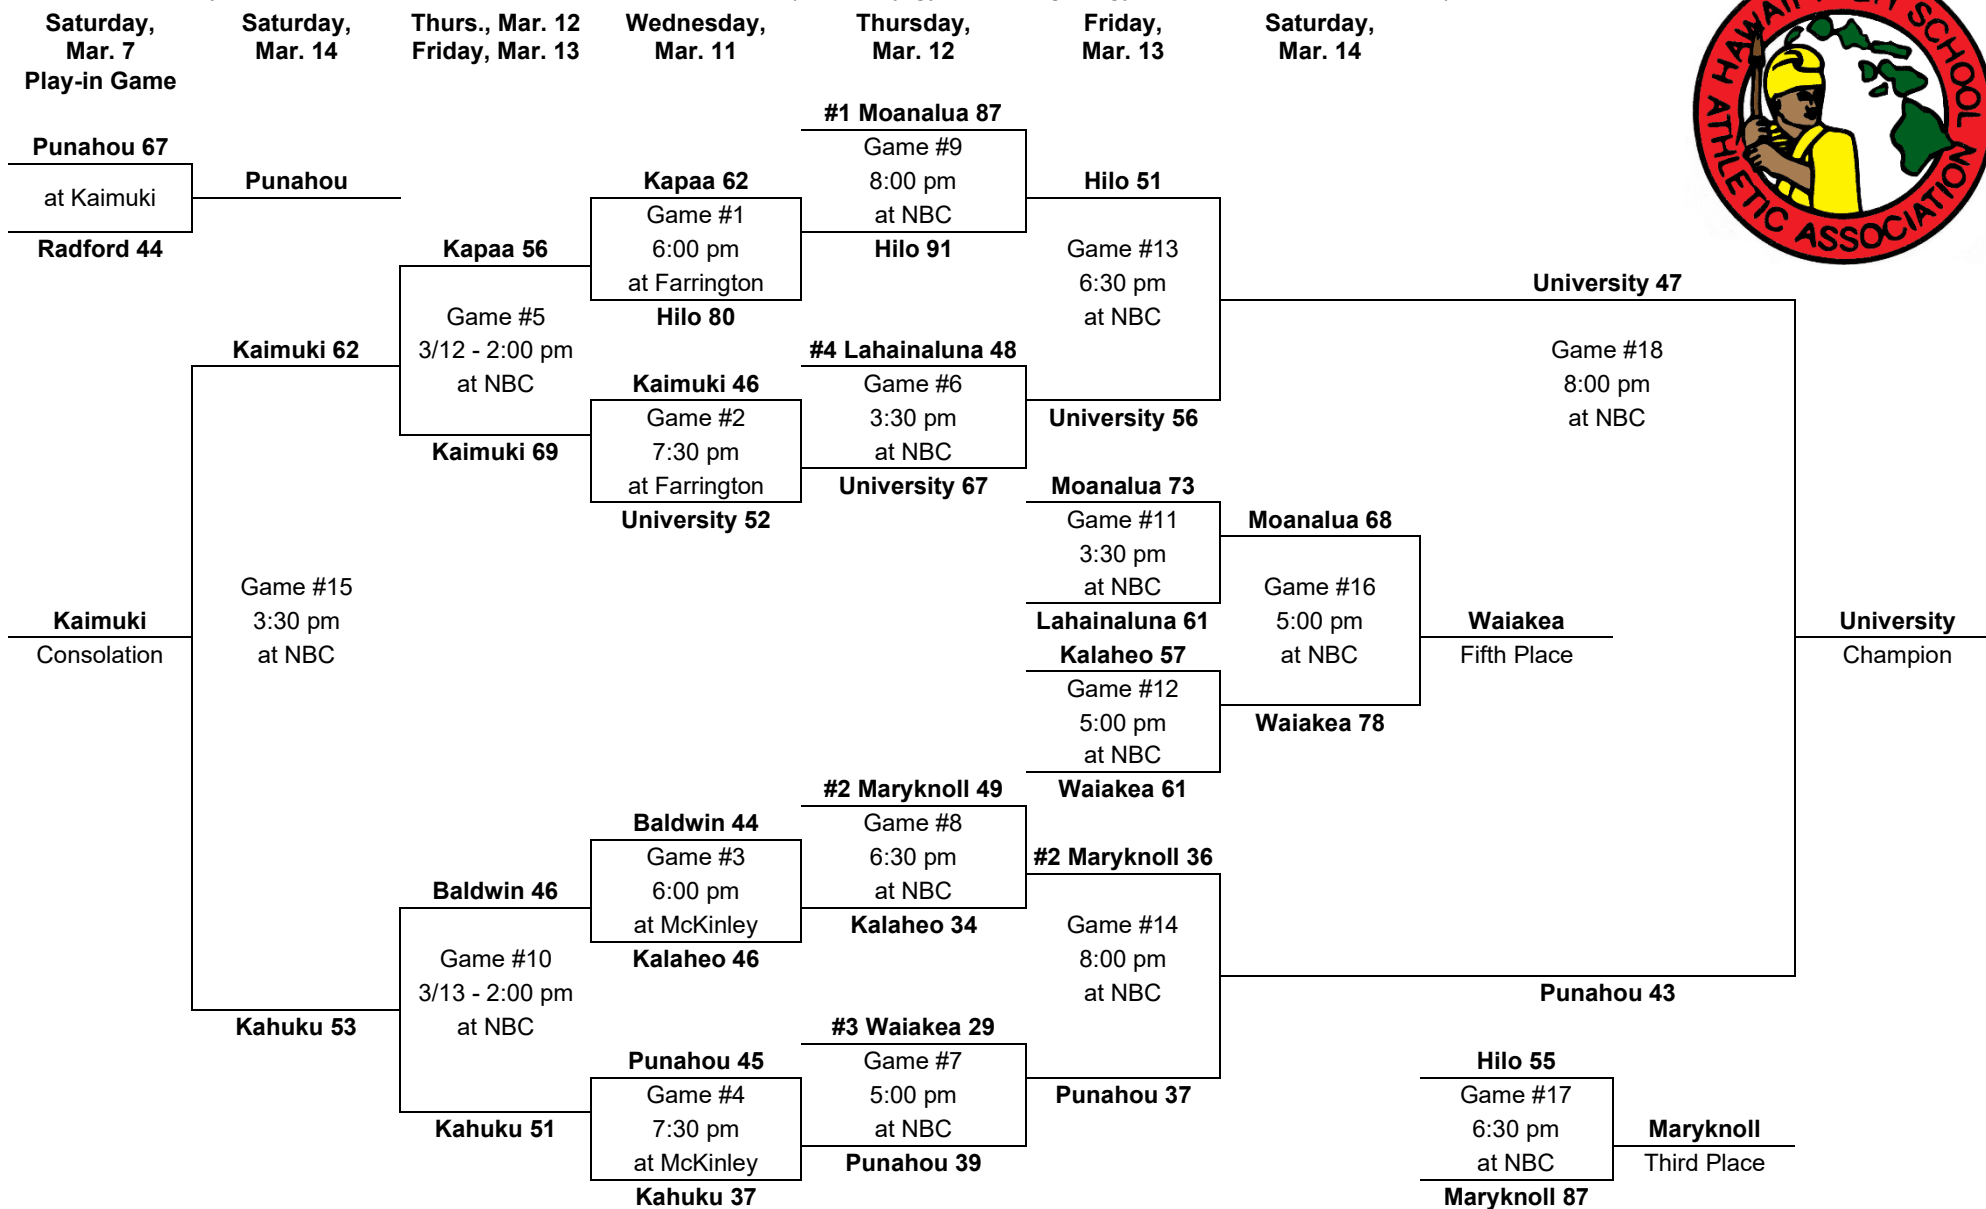 Saturday,
Mar. 7
Play-in Game
Saturday,
Mar. 14
Thurs., Mar. 12
Friday, Mar. 13
Wednesday,
Mar. 11
Thursday,
Mar. 12
Friday,
Mar. 13
Saturday,
Mar. 14
SCHOOL
ATHLETIC ASSOCIATION
Punahou 67
at Kaimuki
Radford 44
Punahou
Kaimuki 62
Game #15
3:30 pm
at NBC
Kahuku 53
Kaimuki
Consolation
Kapaa 56
Game #5
3/12 - 2:00 pm
at NBC
Kaimuki 69
Baldwin 46
Game #10
3/13 - 2:00 pm
at NBC
Kahuku 51
Kapaa 62
Game #1
6:00 pm
at Farrington
Hilo 80
Kaimuki 46
Game #2
7:30 pm
at Farrington
University 52
Baldwin 44
Game #3
6:00 pm
at McKinley
Kalaheo 46
Punahou 45
Game #4
7:30 pm
at McKinley
Kahuku 37
#1 Moanalua 87
Game #9
8:00 pm
at NBC
Hilo 91
#4 Lahainaluna 48
Game #6
3:30 pm
at NBC
University 67
#2 Maryknoll 49
Game #8
6:30 pm
at NBC
Kalaheo 34
#3 Waiakea 29
Game #7
5:00 pm
at NBC
Punahou 39
Hilo 51
Game #13
6:30 pm
at NBC
University 56
Moanalua 73
Game #11
3:30 pm
at NBC
Lahainaluna 61
Kalaheo 57
Game #12
5:00 pm
at NBC
Waiakea 61
#2 Maryknoll 36
Game #14
8:00 pm
at NBC
Punahou 37
Moanalua 68
Game #16
5:00 pm
at NBC
Waiakea 78
Waiakea
Fifth Place
University 47
Game #18
8:00 pm
at NBC
Punahou 43
University
Champion
Hilo 55
Game #17
6:30 pm
at NBC
Maryknoll 87
Maryknoll
Third Place